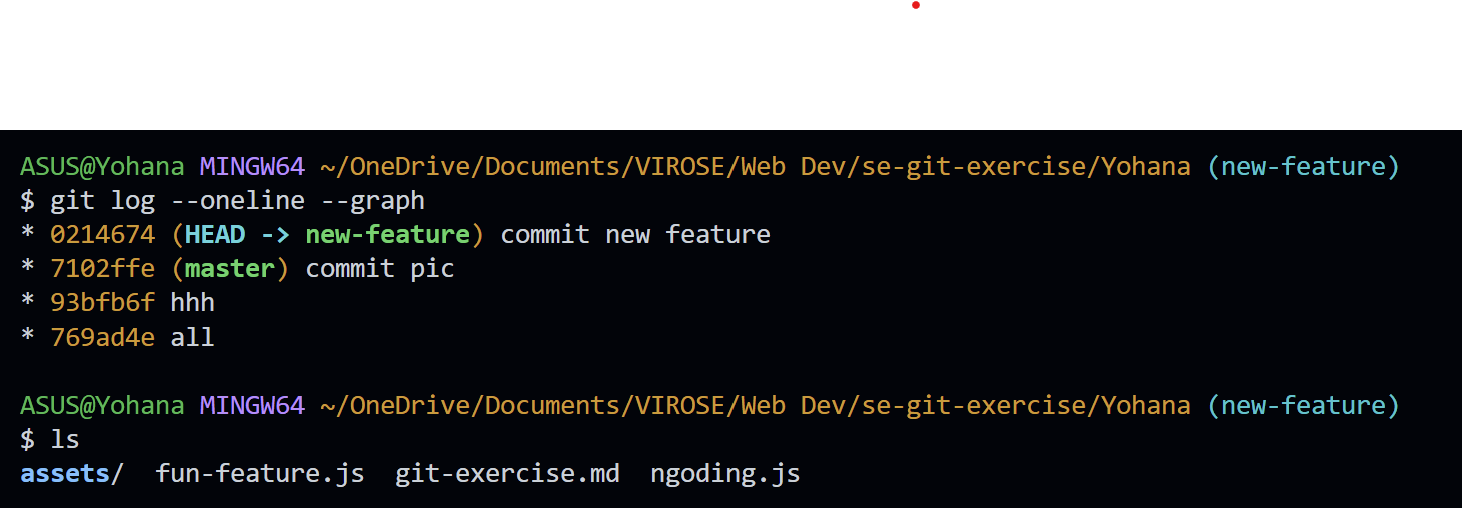 ASUS@Yohana MINGW64 ~/OneDrive/Documents/VIROSE/Web Dev/se-git-exercise/Yohana (new-feature)
$ git log --oneline --graph
* 0214674 (HEAD -> new-feature) commit new feature
* 7102ffe (master) commit pic
* 93bfb6f hhh
* 769ad4e all
ASUS@Yohana MINGW64 ~/OneDrive/Documents/VIROSE/Web Dev/se-git-exercise/Yohana (new-feature)
$ ls
assets/  fun-feature.js  git-exercise.md  ngoding.js